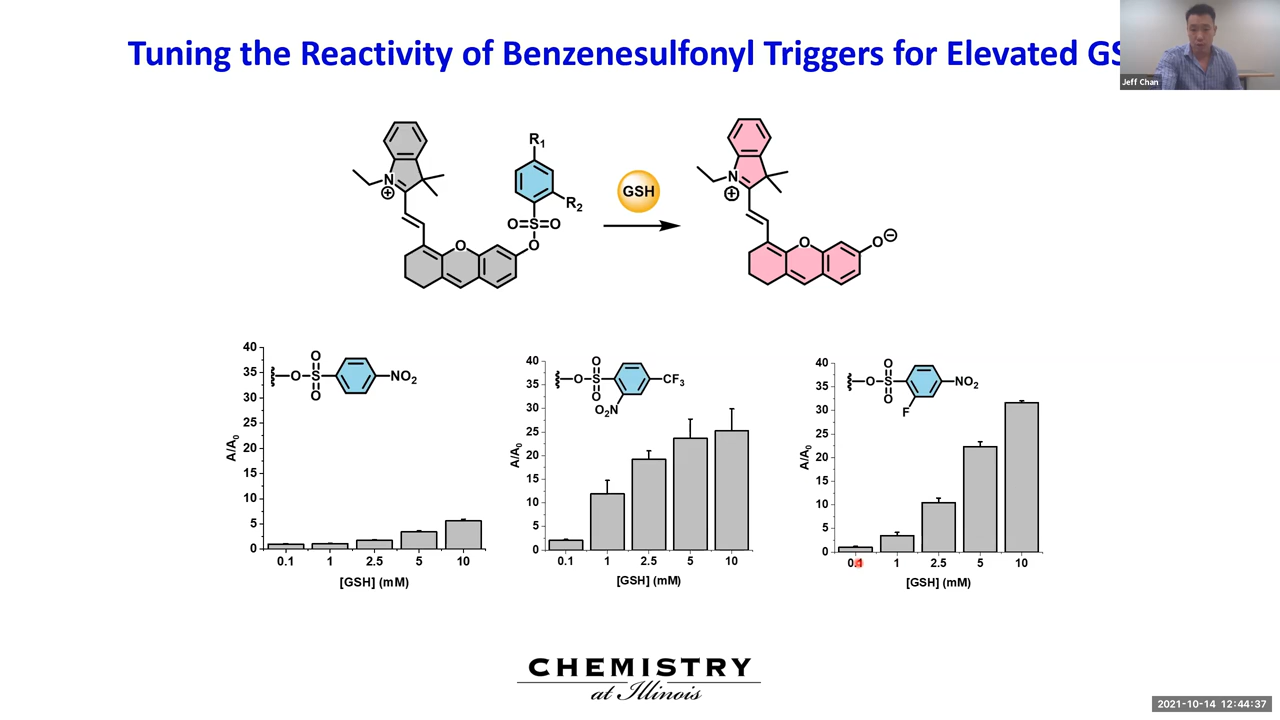 Tuning the Reactivity of Benzenesulfonyl Triggers for Elevated GS
Jeff Chan
R1
R2
N
O
S
O
O
O
GSH
N
O
O
40
35
30
25
20
15
10
5
0
A/A0
O
O
S
O
NO2
0.1 1 2.5 5 10
[GSH] (mM)
40
35
30
25
20
15
10
5
0
A/A0
O
O
S
O
CF3
O2N
0.1 1 2.5 5 10
[GSH] (mM)
40
35
30
25
20
15
10
5
0
A/A0
O
O
S
O
NO2
F
0.1 1 2.5 5 10
[GSH] (mM)
CHEMISTRY
at Illinois
2021-10-14 12:44:37